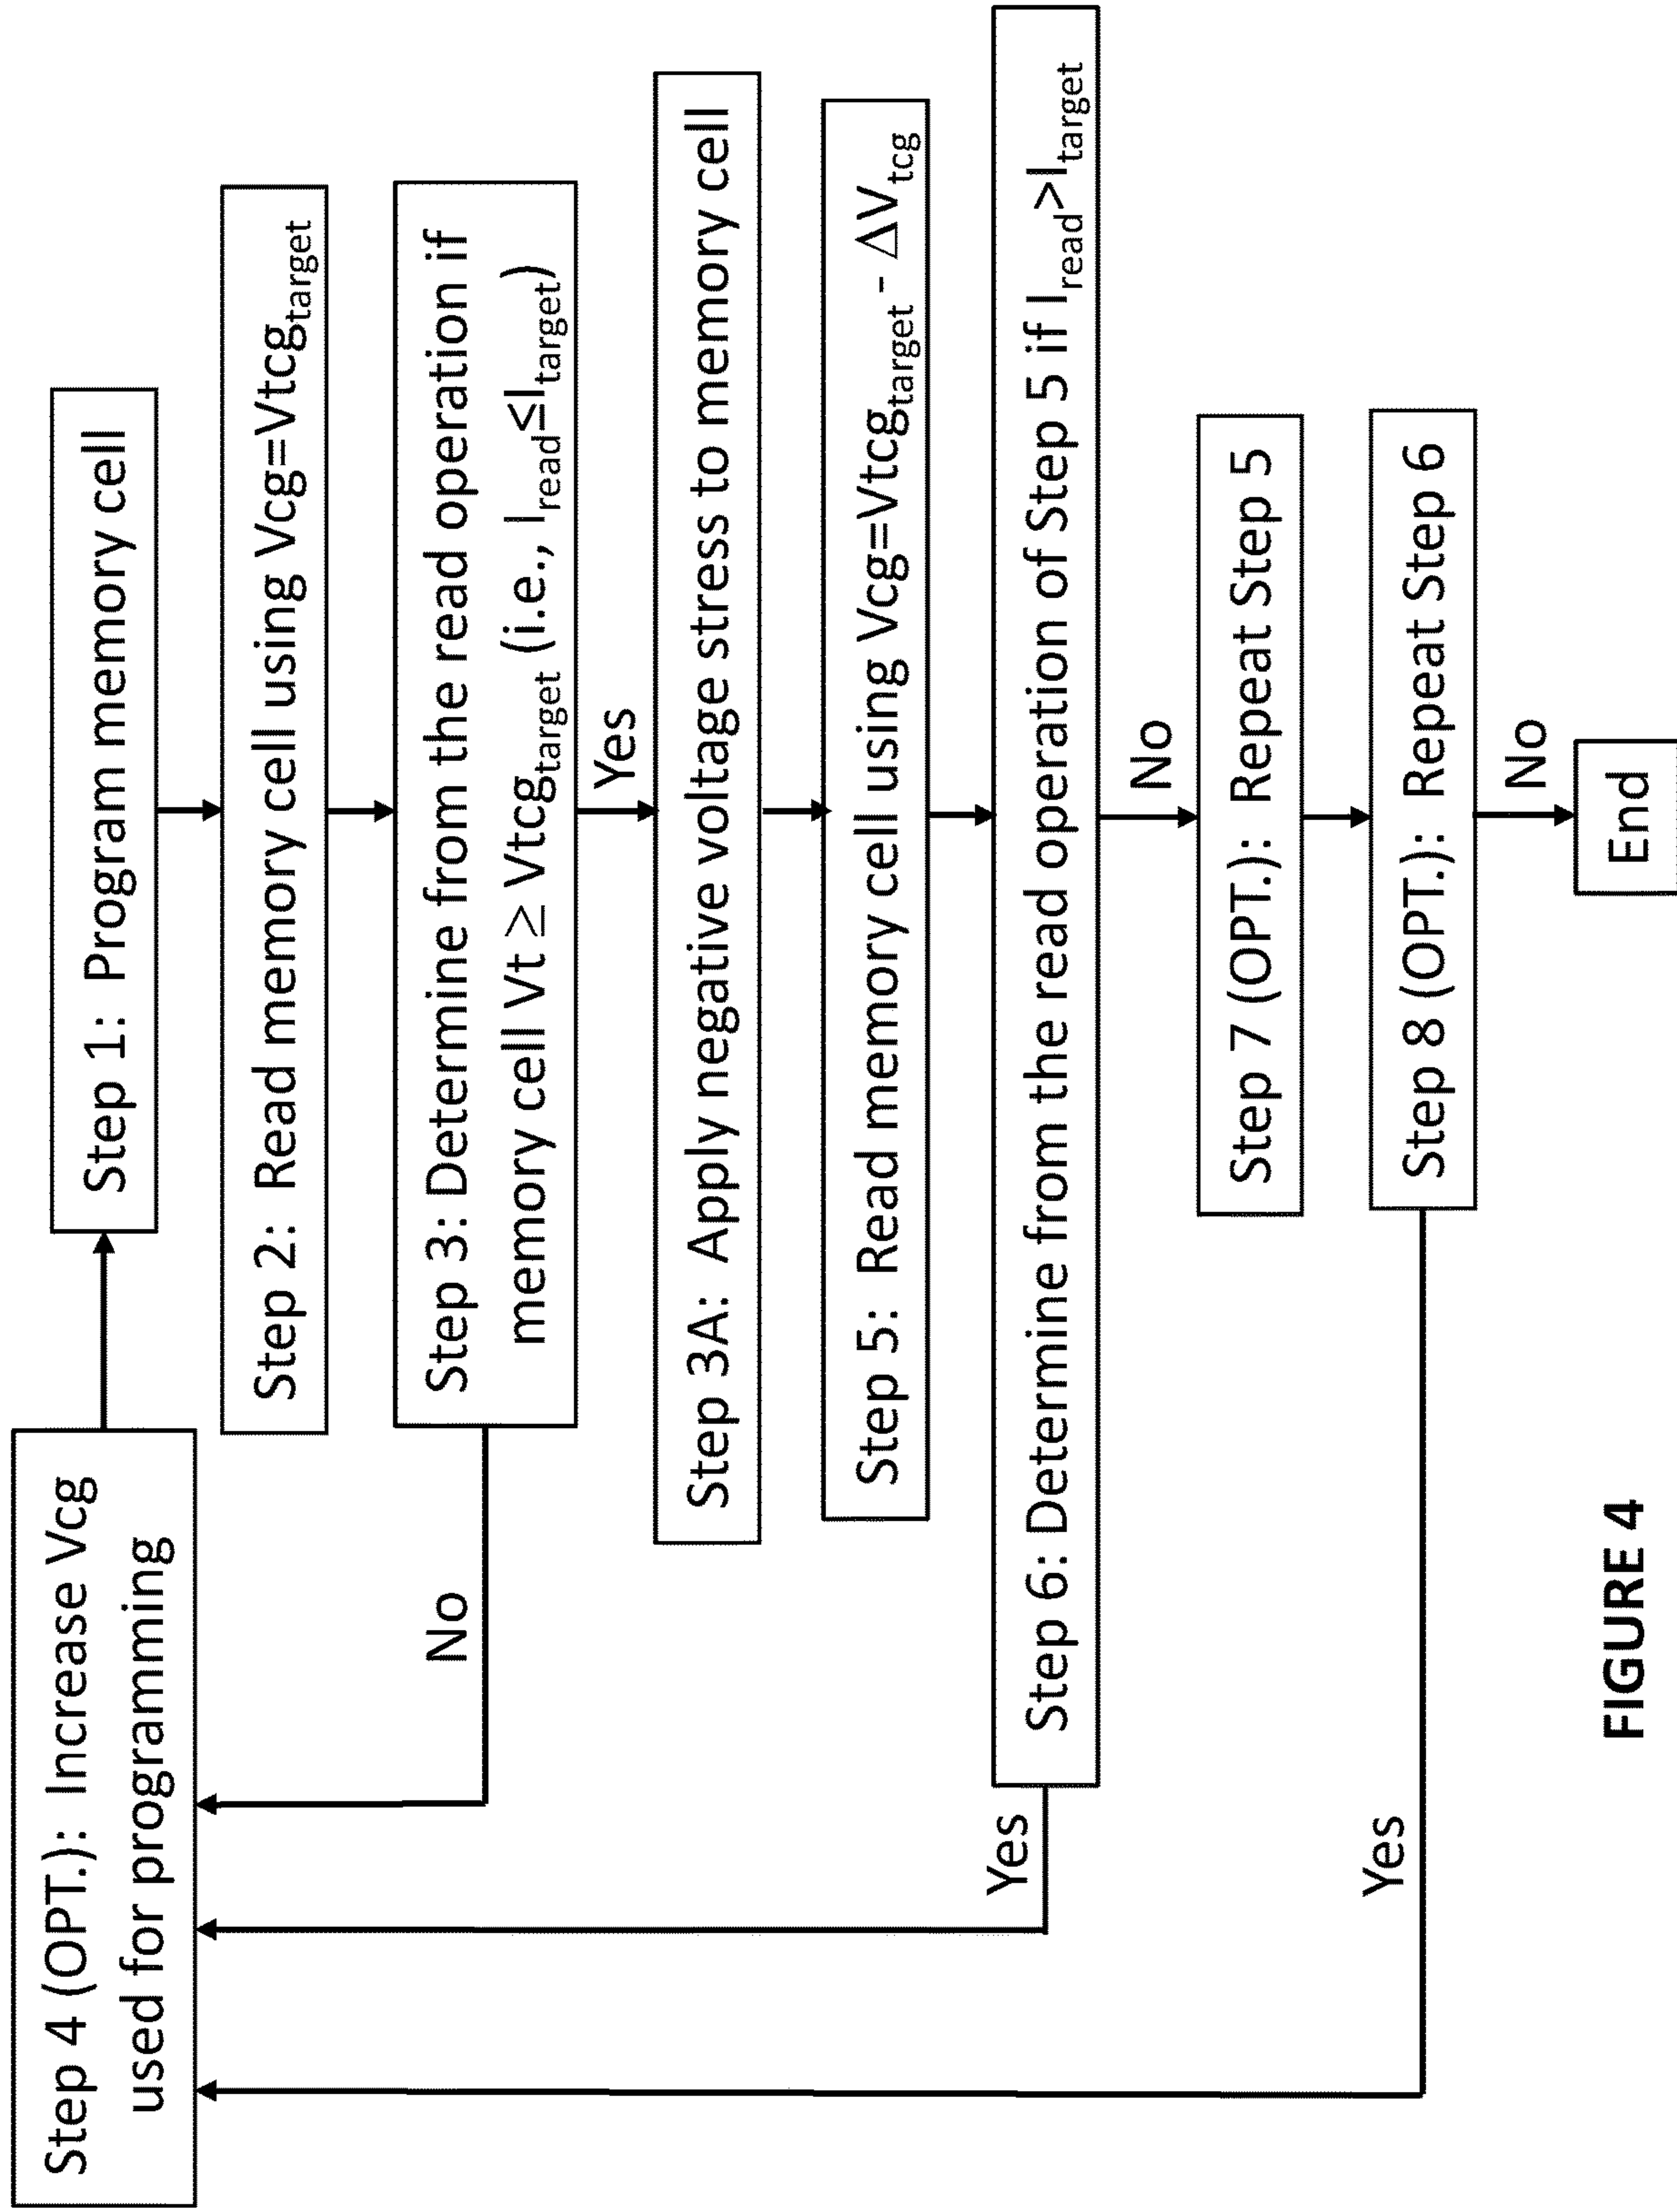 Step 4 (OPT.): Increase Vcg
used for programming
Step 1: Program memory cell
Step 2: Read memory cell using Vcg=Vtcgtarget
Step 3: Determine from the read operation if
memory cell Vt ≥ Vtcgtarget (i.e., Iread≤Itarget)
No
Yes
Step 3A: Apply negative voltage stress to memory cell
Step 5: Read memory cell using Vcg=Vtcgtarget - ΔVtcg
Step 6: Determine from the read operation of Step 5 if Iread>Itarget
Yes
No
Step 7 (OPT.): Repeat Step 5
Step 8 (OPT.): Repeat Step 6
Yes
No
End
FIGURE 4